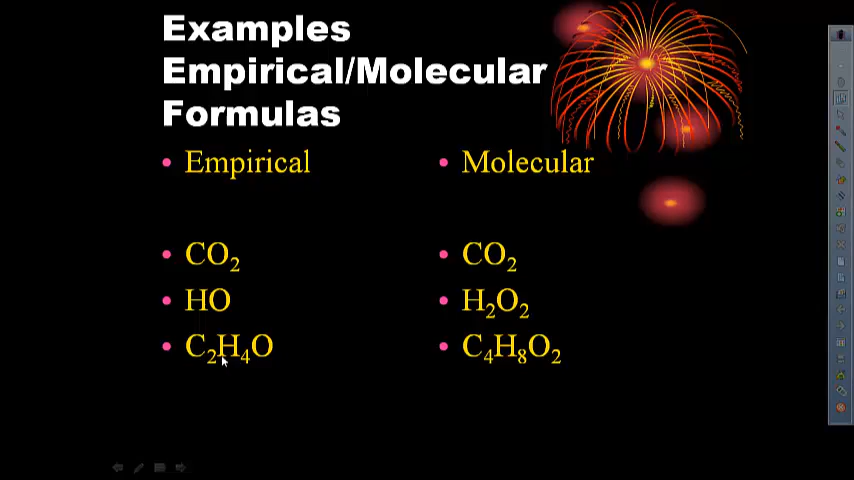 Examples
Empirical/Molecular
Formulas
• Empirical
• CO₂
• HO
• C₂H₄O
• Molecular
• CO₂
• H₂O₂
• C₄H₈O₂